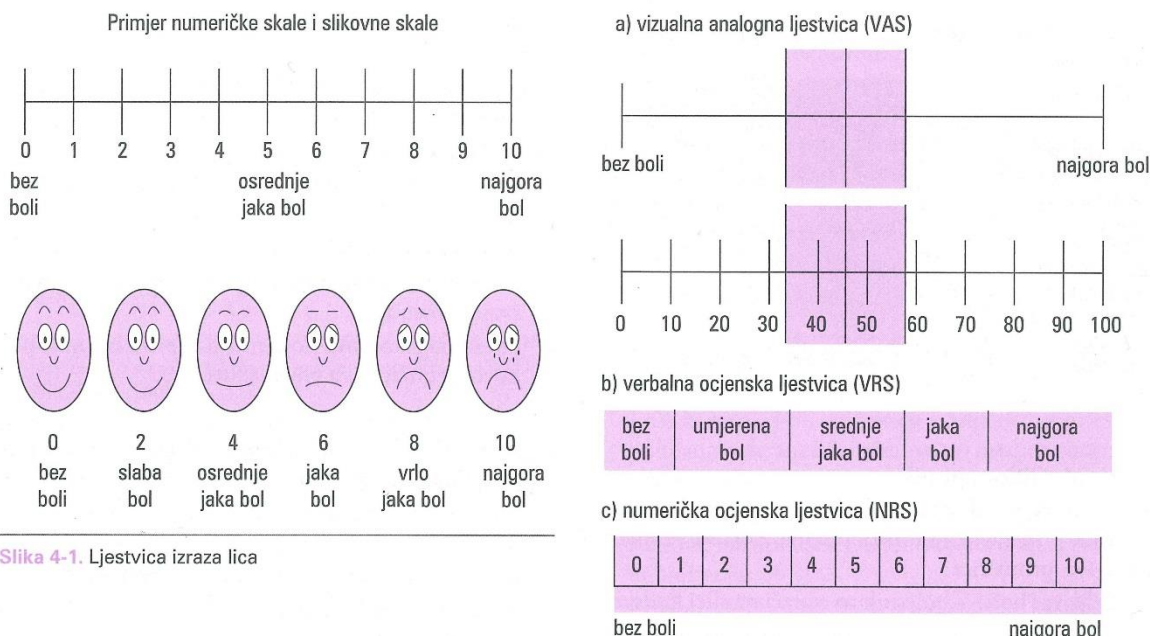 Primjer numeričke skale i slikovne skale
0 1 2 3 4 5 6 7 8 9 10
bez osrednje najgora
boli jaka bol bol
0 2 4 6 8 10
bez slaba osrednje jaka vrlo najgora
boli bol jaka bol bol jaka bol bol
Slika 4-1. Ljestvica izraza lica
a) vizualna analogna ljestvica (VAS)
bez boli najgora bol
0 10 20 30 40 50 60 70 80 90 100
b) verbalna ocjenska ljestvica (VRS)
bez umjerena srednje jaka najgora
boli bol jaka bol bol bol
c) numerička ocjenska ljestvica (NRS)
0 1 2 3 4 5 6 7 8 9 10
bez boli najgora bol